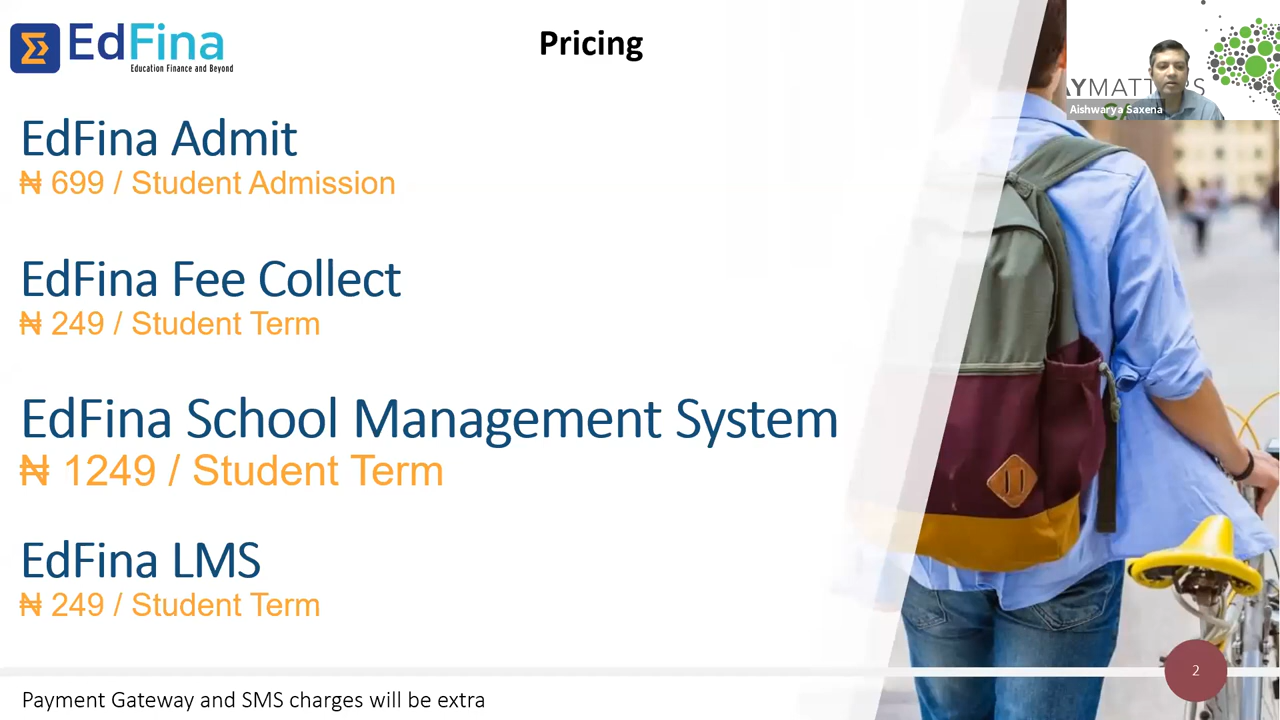 EdFina
Education Finance and Beyond
Pricing
AYMATTERS
Aishwarya Saxena
EdFina Admit
₦ 699 / Student Admission
EdFina Fee Collect
₦ 249 / Student Term
EdFina School Management System
₦ 1249 / Student Term
EdFina LMS
₦ 249 / Student Term
2
Payment Gateway and SMS charges will be extra